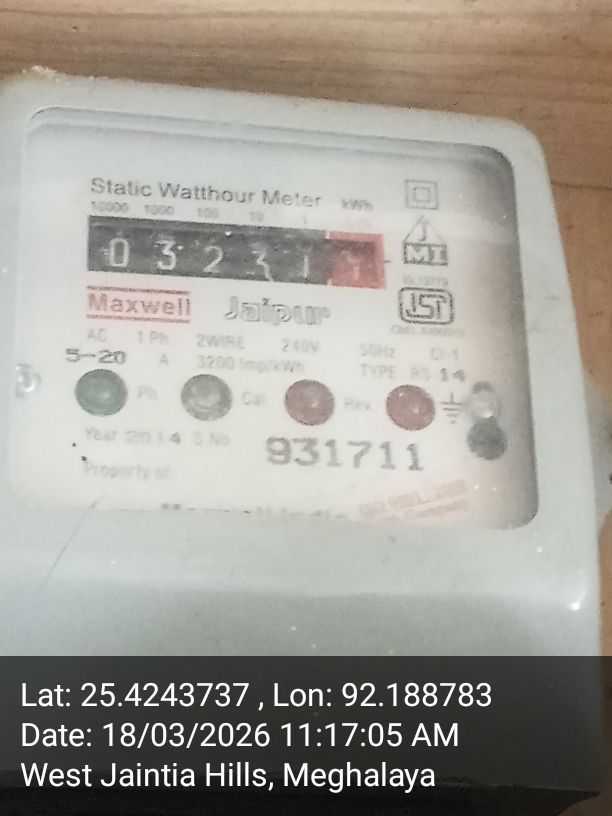 Static Watthour Meter kWh
10000 1000 100 10 1
0 3 2 3 1
Maxwell Jaipur
AC 1 Ph. 2WIRE 240V 50Hz Cl-1
5-20 A 3200 Imp/kWh TYPE RS-14
Ph. Cal. Rev.
Year 2014 S.No. 931711
Property of
Lat: 25.4243737 , Lon: 92.188783
Date: 18/03/2026 11:17:05 AM
West Jaintia Hills, Meghalaya